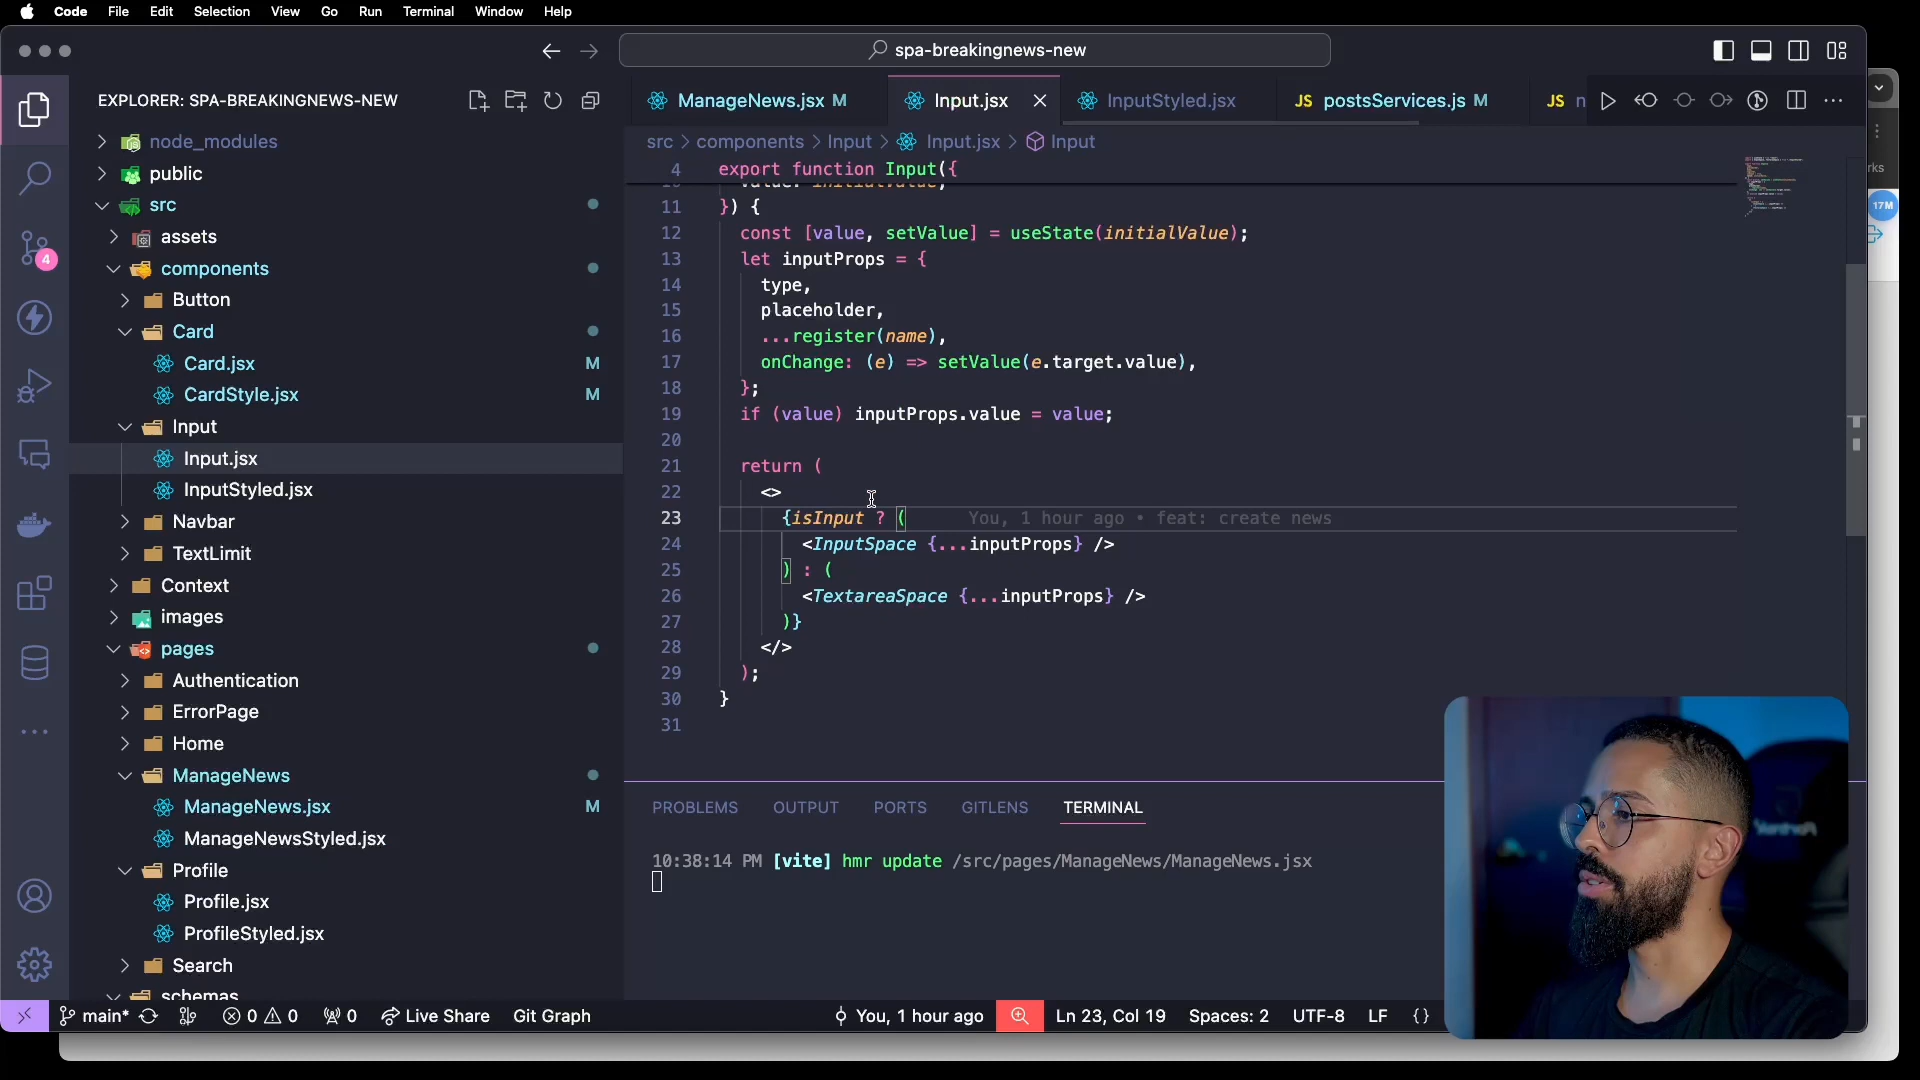 Code File Edit Selection View Go Run Terminal Window Help
spa-breakingnews-new
EXPLORER: SPA-BREAKINGNEWS-NEW
node_modules
public
src
assets
components
Button
Card
Card.jsx M
CardStyle.jsx M
Input
Input.jsx
InputStyled.jsx
Navbar
TextLimit
Context
images
pages
Authentication
ErrorPage
Home
ManageNews
ManageNews.jsx M
ManageNewsStyled.jsx
Profile
Profile.jsx
ProfileStyled.jsx
Search
schemas
4
ManageNews.jsx M Input.jsx InputStyled.jsx JS postsServices.js M JS n
src > components > Input > Input.jsx > Input
4 export function Input({
value: initialValue,
11 }) {
12 const [value, setValue] = useState(initialValue);
13 let inputProps = {
14 type,
15 placeholder,
16 ...register(name),
17 onChange: (e) => setValue(e.target.value),
18 };
19 if (value) inputProps.value = value;
20
21 return (
22 <>
23 {isInput ? ( You, 1 hour ago • feat: create news
24 <InputSpace {...inputProps} />
25 ) : (
26 <TextareaSpace {...inputProps} />
27 )}
28 </>
29 );
30 }
31
PROBLEMS OUTPUT PORTS GITLENS TERMINAL
10:38:14 PM [vite] hmr update /src/pages/ManageNews/ManageNews.jsx
main* 0 0 0 Live Share Git Graph You, 1 hour ago Ln 23, Col 19 Spaces: 2 UTF-8 LF {}
rks
17M